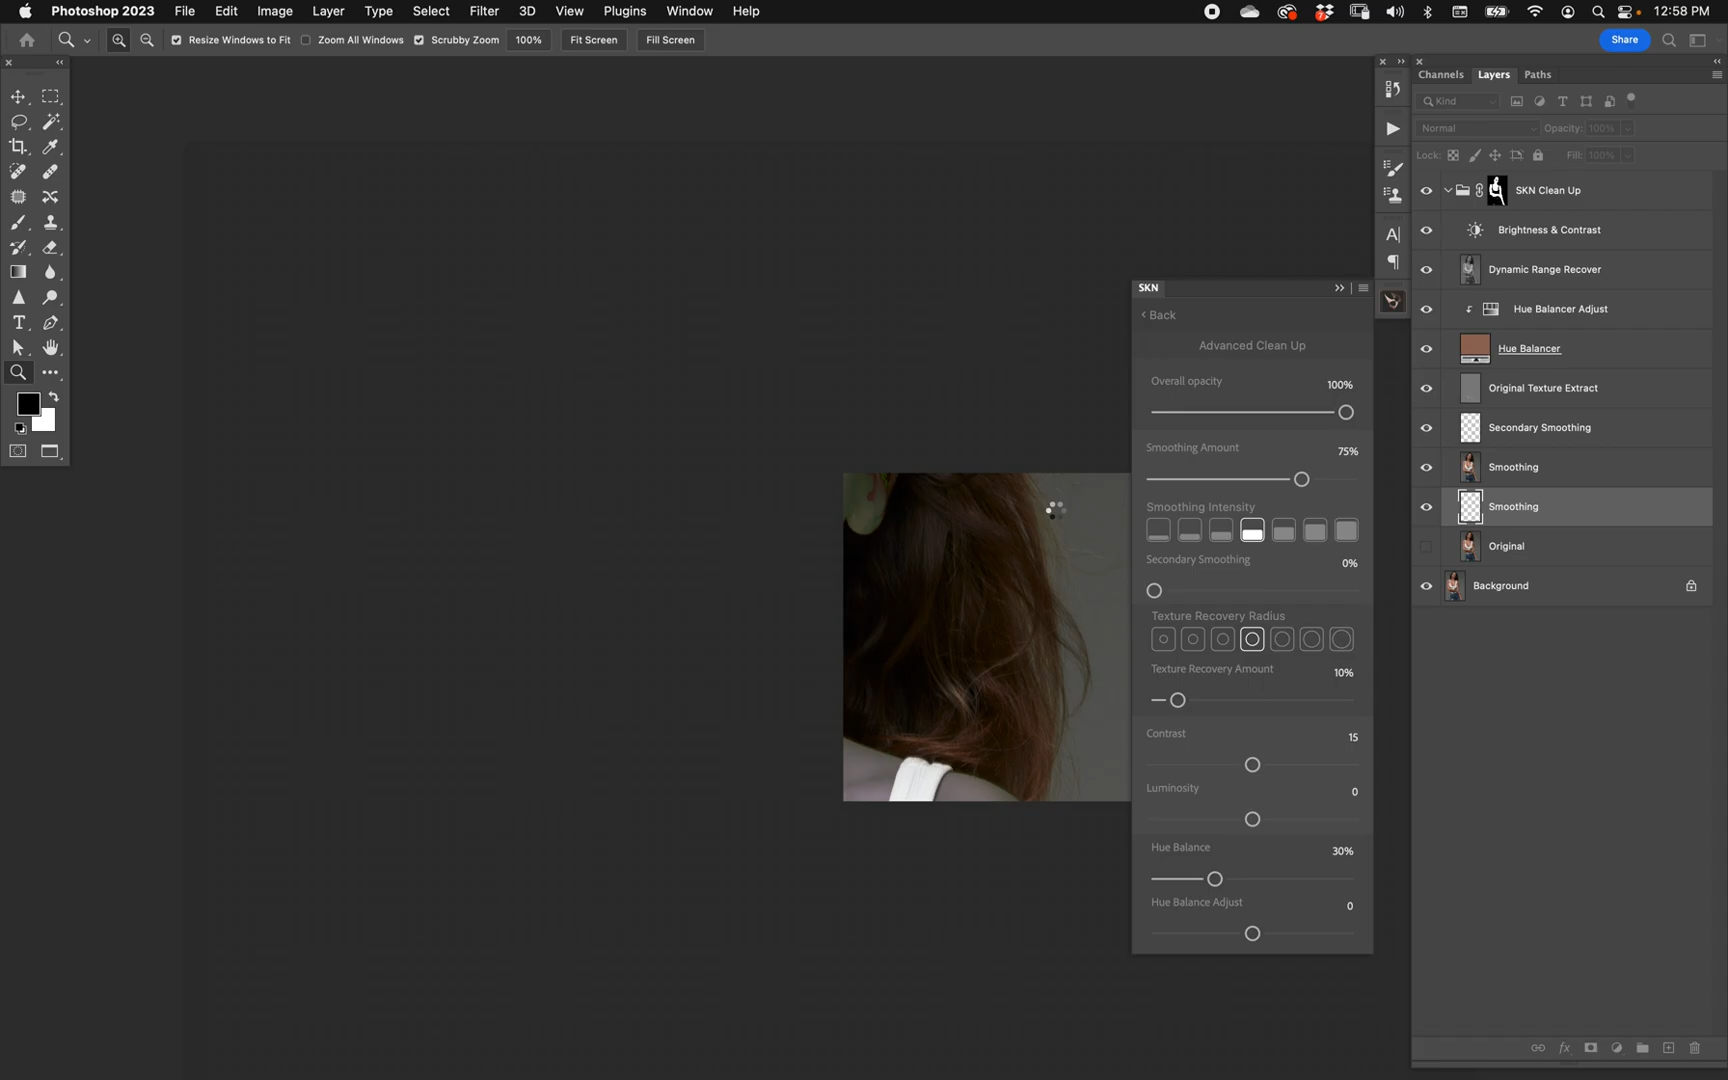 Photoshop 2023 File Edit Image Layer Type Select Filter 3D View Plugins Window Help 12:58 PM
Resize Windows to Fit Zoom All Windows Scrubby Zoom 100% Fit Screen Fill Screen Share
Channels Layers Paths
Kind
Normal Opacity: 100%
Lock: Fill: 100%
SKN Clean Up
Brightness & Contrast
Dynamic Range Recover
Hue Balancer Adjust
Hue Balancer
Original Texture Extract
Secondary Smoothing
Smoothing
Smoothing
Original
Background
SKN
Back
Advanced Clean Up
Overall opacity 100%
Smoothing Amount 75%
Smoothing Intensity
Secondary Smoothing 0%
Texture Recovery Radius
Texture Recovery Amount 10%
Contrast 15
Luminosity 0
Hue Balance 30%
Hue Balance Adjust 0